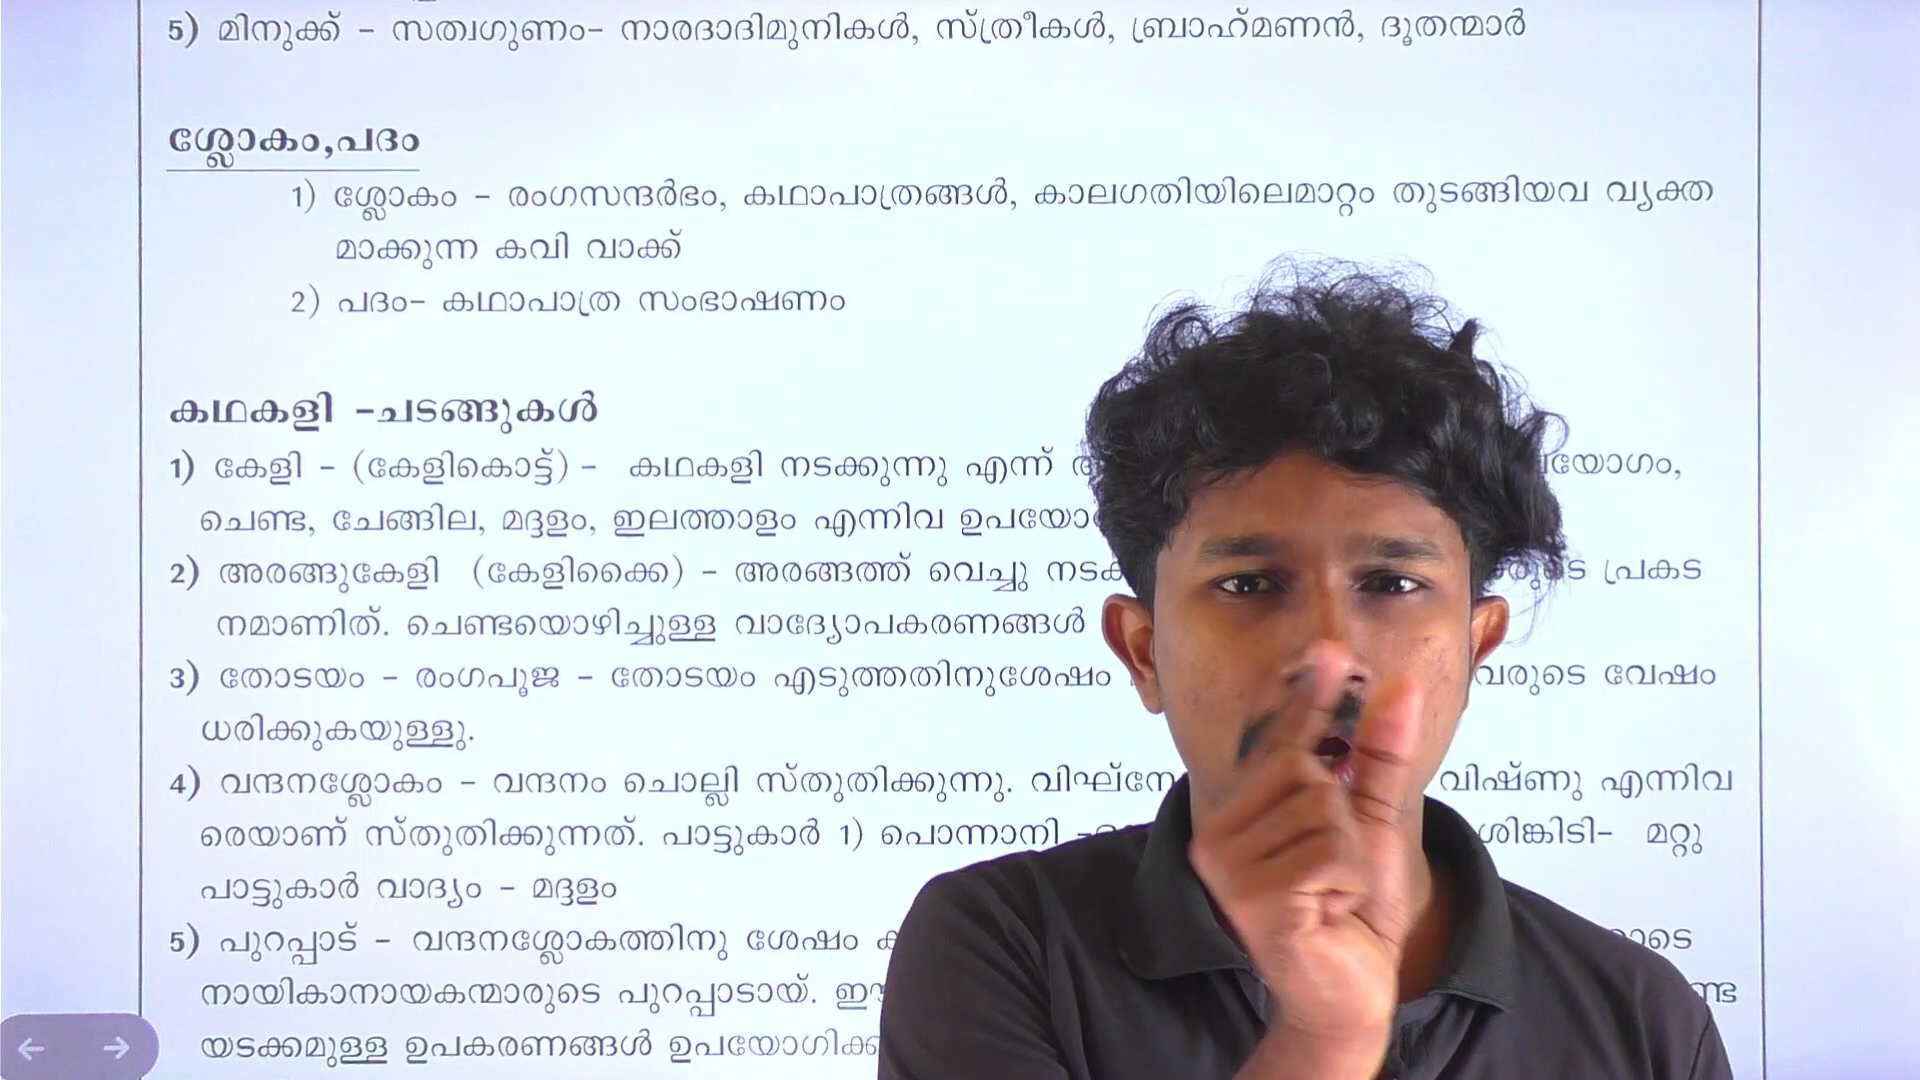 5) മിനുക്ക് – സത്വഗുണം– നാരദാദിമുനികൾ, സ്ത്രീകൾ, ബ്രാഹ്മണൻ, ദൂതന്മാർ
ശ്ലോകം,പദം
1) ശ്ലോകം – രംഗസന്ദർഭം, കഥാപാത്രങ്ങൾ, കാലഗതിയിലെമാറ്റം തുടങ്ങിയവ വ്യക്ത
മാക്കുന്ന കവി വാക്ക്
2) പദം– കഥാപാത്ര സംഭാഷണം
കഥകളി –ചടങ്ങുകൾ
1) കേളി – (കേളികൊട്ട്) – കഥകളി നടക്കുന്നു എന്ന്
ചെണ്ട, ചേങ്ങില, മദ്ദളം, ഇലത്താളം എന്നിവ
2) അരങ്ങുകേളി (കേളിക്കൈ) – അരങ്ങത്ത് വെച്ചു പ്രകട
നമാണിത്. ചെണ്ടയൊഴിച്ചുള്ള വാദ്യോപകരണങ്ങൾ
3) തോടയം – രംഗപൂജ – തോടയം എടുത്തതിനുശേഷം വേഷം
ധരിക്കുകയുള്ളു.
4) വന്ദനശ്ലോകം – വന്ദനം ചൊല്ലി സ്തുതിക്കുന്നു. വിഷ്ണു എന്നിവ
രെയാണ് സ്തുതിക്കുന്നത്. പാട്ടുകാർ 1) പൊന്നാനി ശിങ്കിടി– മറ്റു
പാട്ടുകാർ വാദ്യം – മദ്ദളം
5) പുറപ്പാട് – വന്ദനശ്ലോകത്തിനു ശേഷം
നായികാനായകന്മാരുടെ പുറപ്പാടായ്.
യടക്കമുള്ള ഉപകരണങ്ങൾ